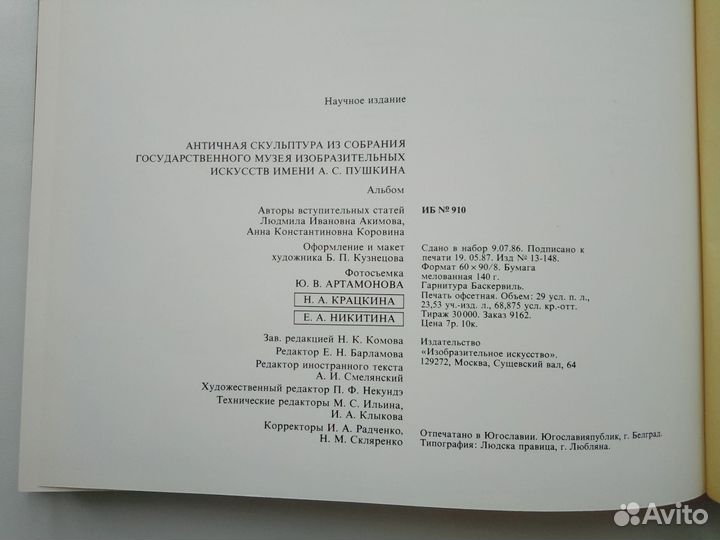 Научное издание
АНТИЧНАЯ СКУЛЬПТУРА ИЗ СОБРАНИЯ
ГОСУДАРСТВЕННОГО МУЗЕЯ ИЗОБРАЗИТЕЛЬНЫХ
ИСКУССТВ ИМЕНИ А. С. ПУШКИНА
Альбом
Авторы вступительных статей
Людмила Ивановна Акимова,
Анна Константиновна Коровина
Оформление и макет
художника Б. П. Кузнецова
Фотосъемка
Ю. В. АРТАМОНОВА
Н. А. КРАЦКИНА
Е. А. НИКИТИНА
Зав. редакцией Н. К. Комова
Редактор Е. Н. Барламова
Редактор иностранного текста
А. И. Смелянский
Художественный редактор П. Ф. Некундэ
Технические редакторы М. С. Ильина,
И. А. Клыкова
Корректоры И. А. Радченко,
Н. М. Скляренко
ИБ № 910
Сдано в набор 9.07.86. Подписано к
печати 19. 05.87. Изд № 13-148.
Формат 60 × 90/8. Бумага
мелованная 140 г.
Гарнитура Баскервиль.
Печать офсетная. Объем: 29 усл. п. л.,
23,53 уч.-изд. л., 68,875 усл. кр.-отт.
Тираж 30 000. Заказ 9162.
Цена 7р. 10к.
Издательство
«Изобразительное искусство».
129272, Москва, Сущевский вал, 64
Отпечатано в Югославии. Югославияпублик, г. Белград.
Типография: Людска правица, г. Любляна.
Avito